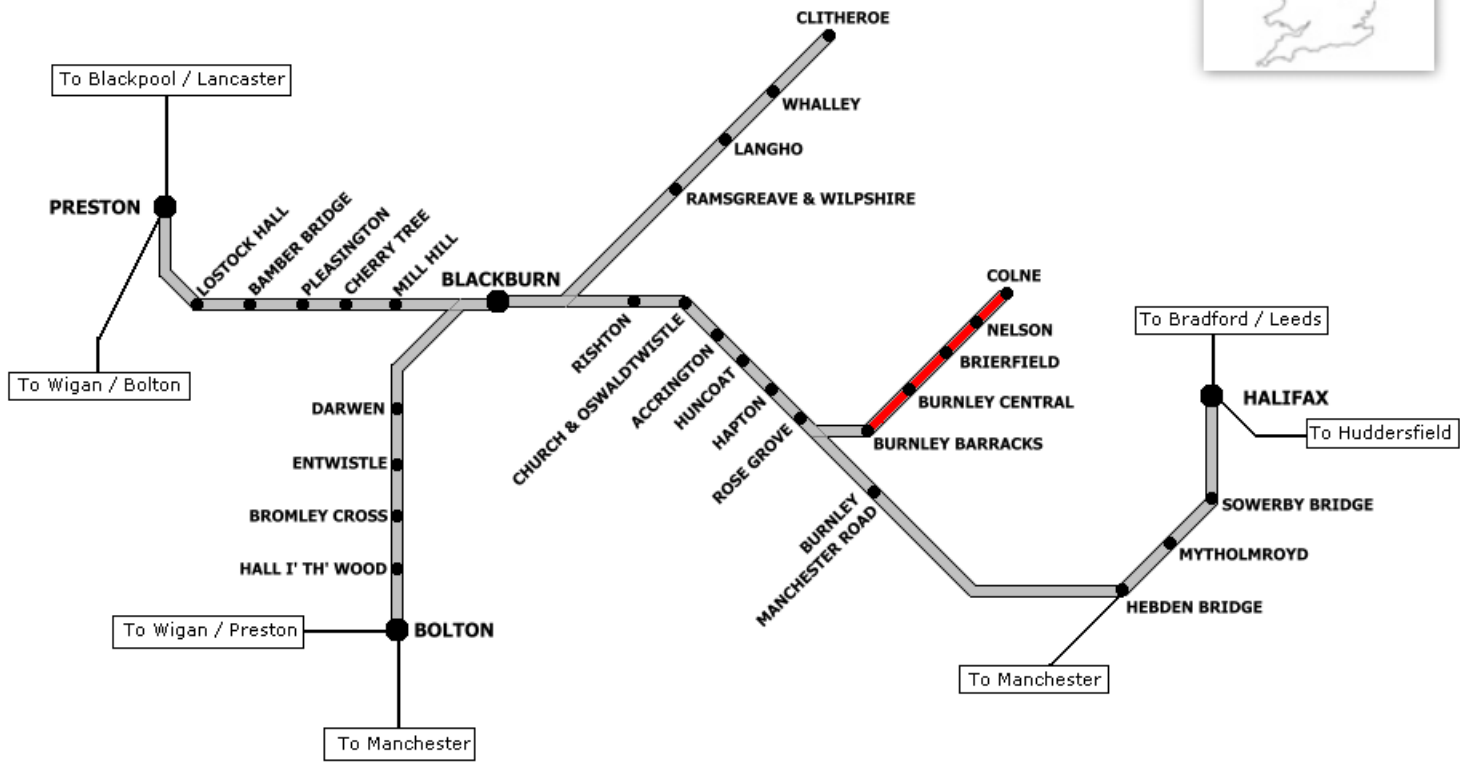 CLITHEROE
To Blackpool / Lancaster
WHALLEY
LANGHO
PRESTON
RAMSGREAVE & WILPSHIRE
LOSTOCK HALL
BAMBER BRIDGE
PLEASINGTON
CHERRY TREE
MILL HILL
BLACKBURN
COLNE
NELSON
BRIERFIELD
BURNLEY CENTRAL
BURNLEY BARRACKS
To Bradford / Leeds
HALIFAX
To Huddersfield
To Wigan / Bolton
RISHTON
CHURCH & OSWALDTWISTLE
ACCRINGTON
HUNCOAT
HAPTON
ROSE GROVE
DARWEN
ENTWISTLE
BROMLEY CROSS
HALL I' TH' WOOD
BURNLEY
MANCHESTER ROAD
SOWERBY BRIDGE
MYTHOLMROYD
HEBDEN BRIDGE
To Wigan / Preston
BOLTON
To Manchester
To Manchester